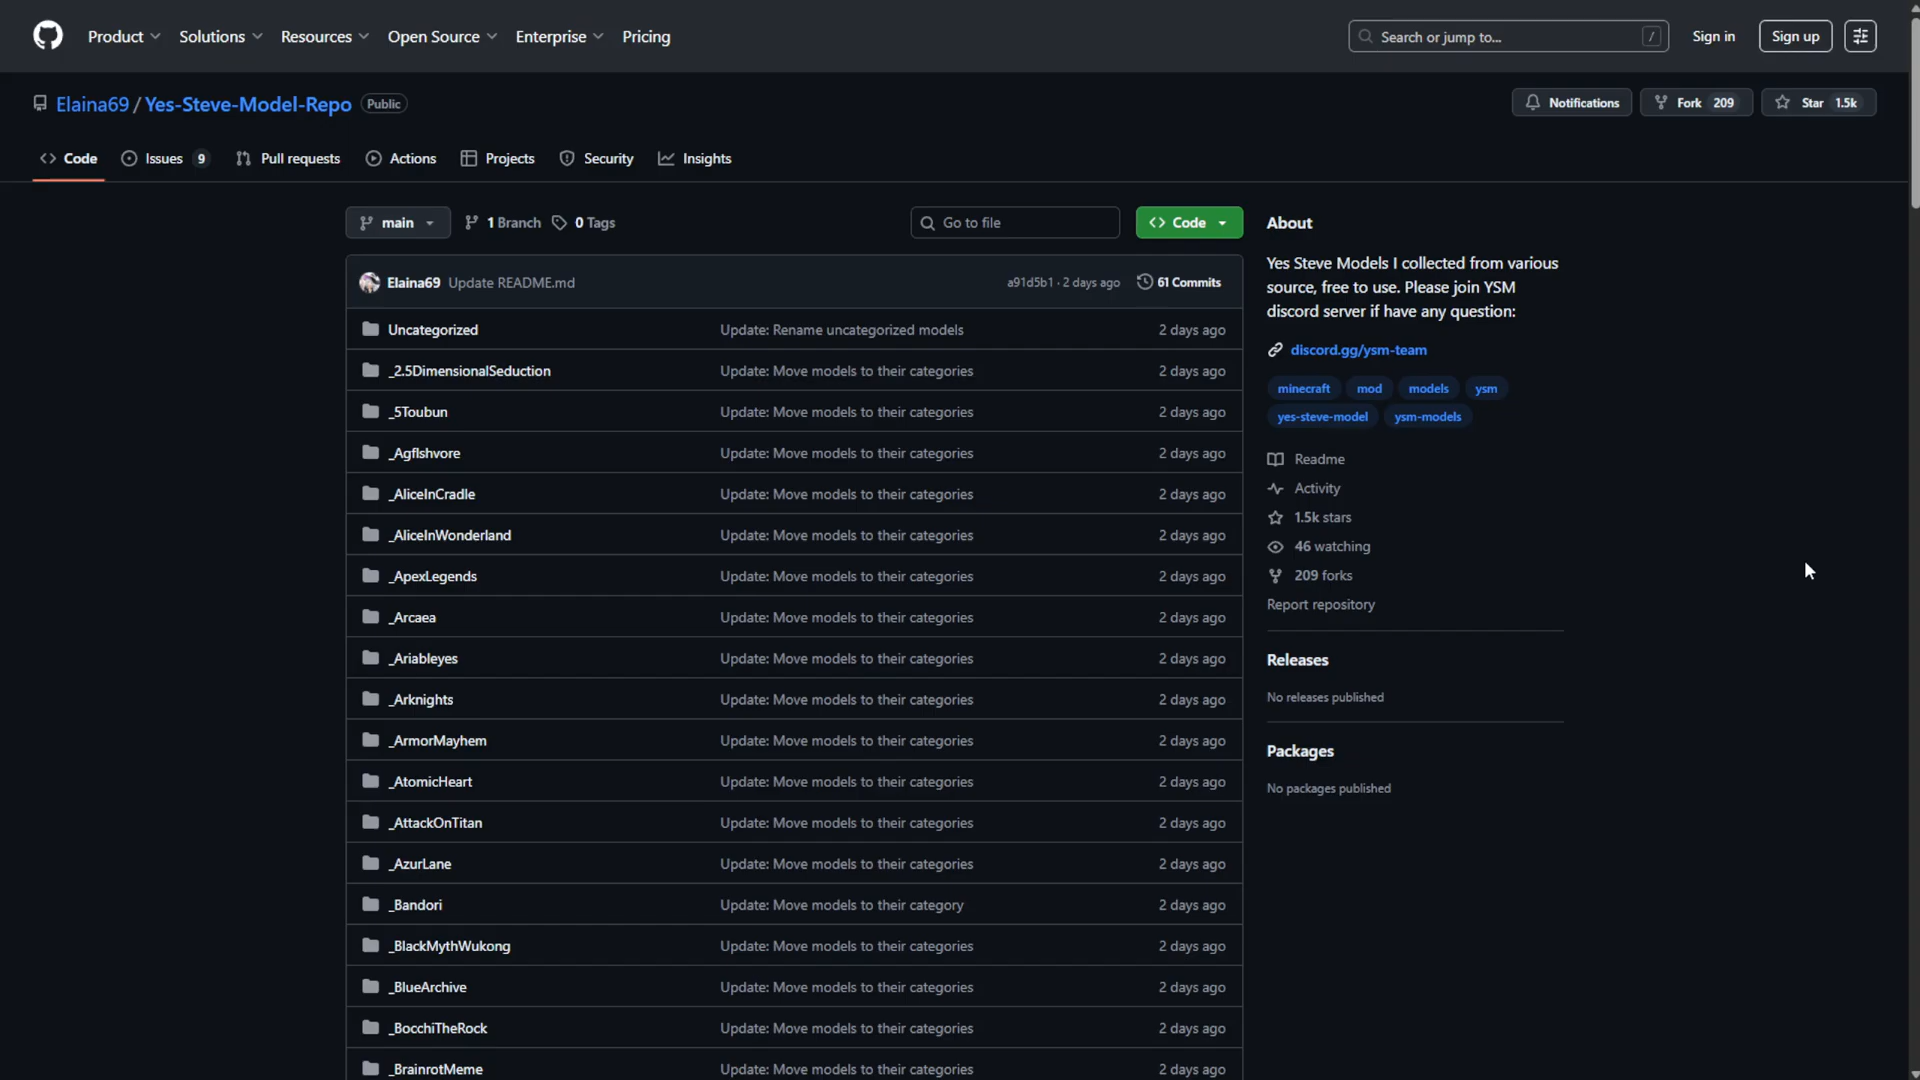 Product Solutions Resources Open Source Enterprise Pricing Search or jump to... / Sign in Sign up
Elaina69 / Yes-Steve-Model-Repo Public Notifications Fork 209 Star 1.5k
Code Issues 9 Pull requests Actions Projects Security Insights
main 1 Branch 0 Tags Go to file Code
Elaina69 Update README.md a91d5b1 · 2 days ago 61 Commits
Uncategorized Update: Rename uncategorized models 2 days ago
_2.5DimensionalSeduction Update: Move models to their categories 2 days ago
_5Toubun Update: Move models to their categories 2 days ago
_Agflshvore Update: Move models to their categories 2 days ago
_AliceInCradle Update: Move models to their categories 2 days ago
_AliceInWonderland Update: Move models to their categories 2 days ago
_ApexLegends Update: Move models to their categories 2 days ago
_Arcaea Update: Move models to their categories 2 days ago
_Ariableyes Update: Move models to their categories 2 days ago
_Arknights Update: Move models to their categories 2 days ago
_ArmorMayhem Update: Move models to their categories 2 days ago
_AtomicHeart Update: Move models to their categories 2 days ago
_AttackOnTitan Update: Move models to their categories 2 days ago
_AzurLane Update: Move models to their categories 2 days ago
_Bandori Update: Move models to their category 2 days ago
_BlackMythWukong Update: Move models to their categories 2 days ago
_BlueArchive Update: Move models to their categories 2 days ago
_BocchiTheRock Update: Move models to their categories 2 days ago
_BrainrotMeme Update: Move models to their categories 2 days ago
About
Yes Steve Models I collected from various
source, free to use. Please join YSM
discord server if have any question:
discord.gg/ysm-team
minecraft mod models ysm
yes-steve-model ysm-models
Readme
Activity
1.5k stars
46 watching
209 forks
Report repository
Releases
No releases published
Packages
No packages published